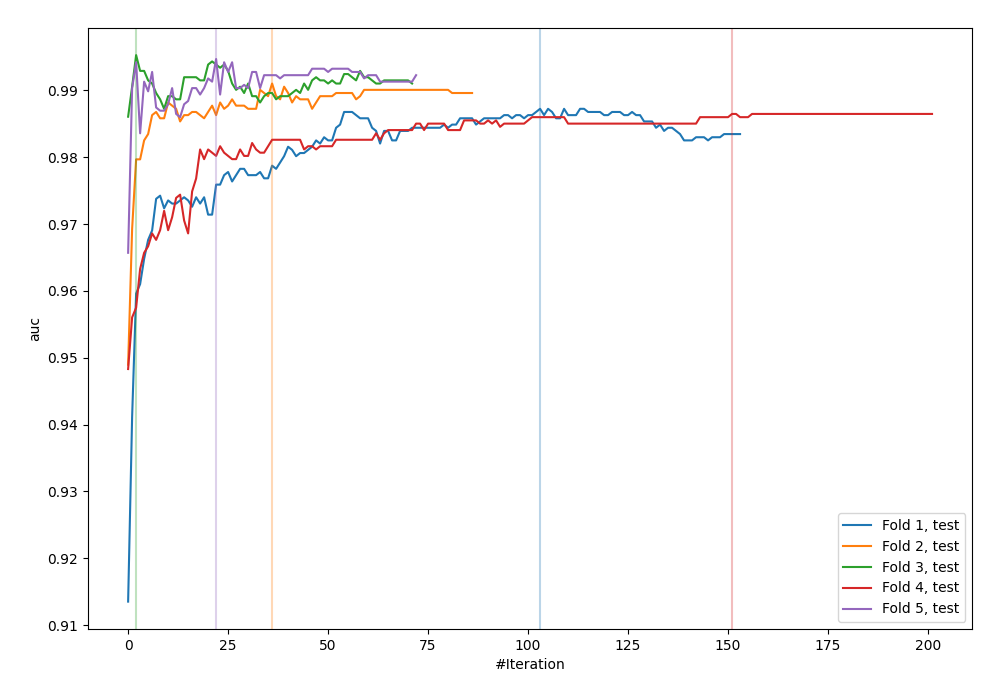 0.99
0.98
0.97
0.96
0.95
0.94
0.93
0.92
0.91
auc
0
25
50
75
100
125
150
175
200
#Iteration
Fold 1, test
Fold 2, test
Fold 3, test
Fold 4, test
Fold 5, test